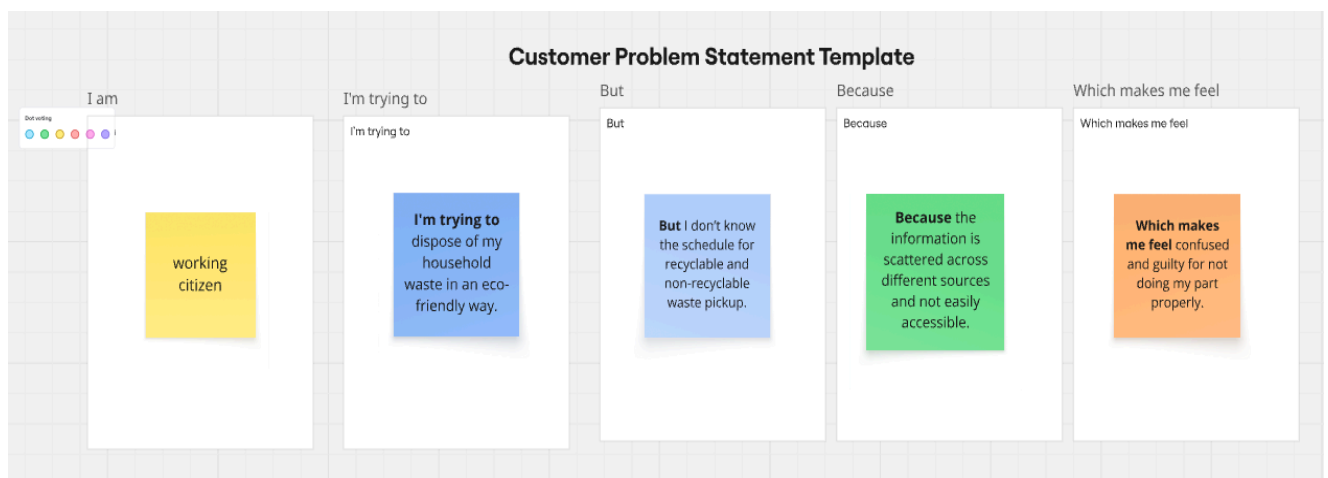 Customer Problem Statement Template
I am
I'm trying to
But
Because
Which makes me feel
Dot voting
I'm trying to
But
Because
Which makes me feel
working
citizen
I'm trying to
dispose of my
household
waste in an eco-
friendly way.
But I don't know
the schedule for
recyclable and
non-recyclable
waste pickup.
Because the
information is
scattered across
different sources
and not easily
accessible.
Which makes
me feel confused
and guilty for not
doing my part
properly.